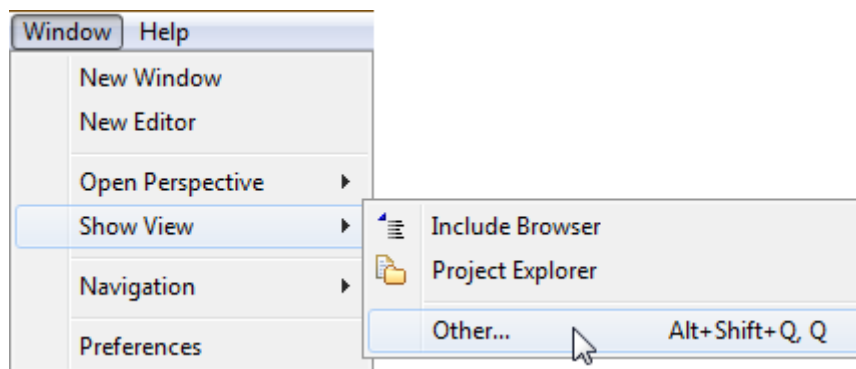 Window Help
New Window
New Editor
Open Perspective
Show View
Include Browser
Project Explorer
Navigation
Other... Alt+Shift+Q, Q
Preferences